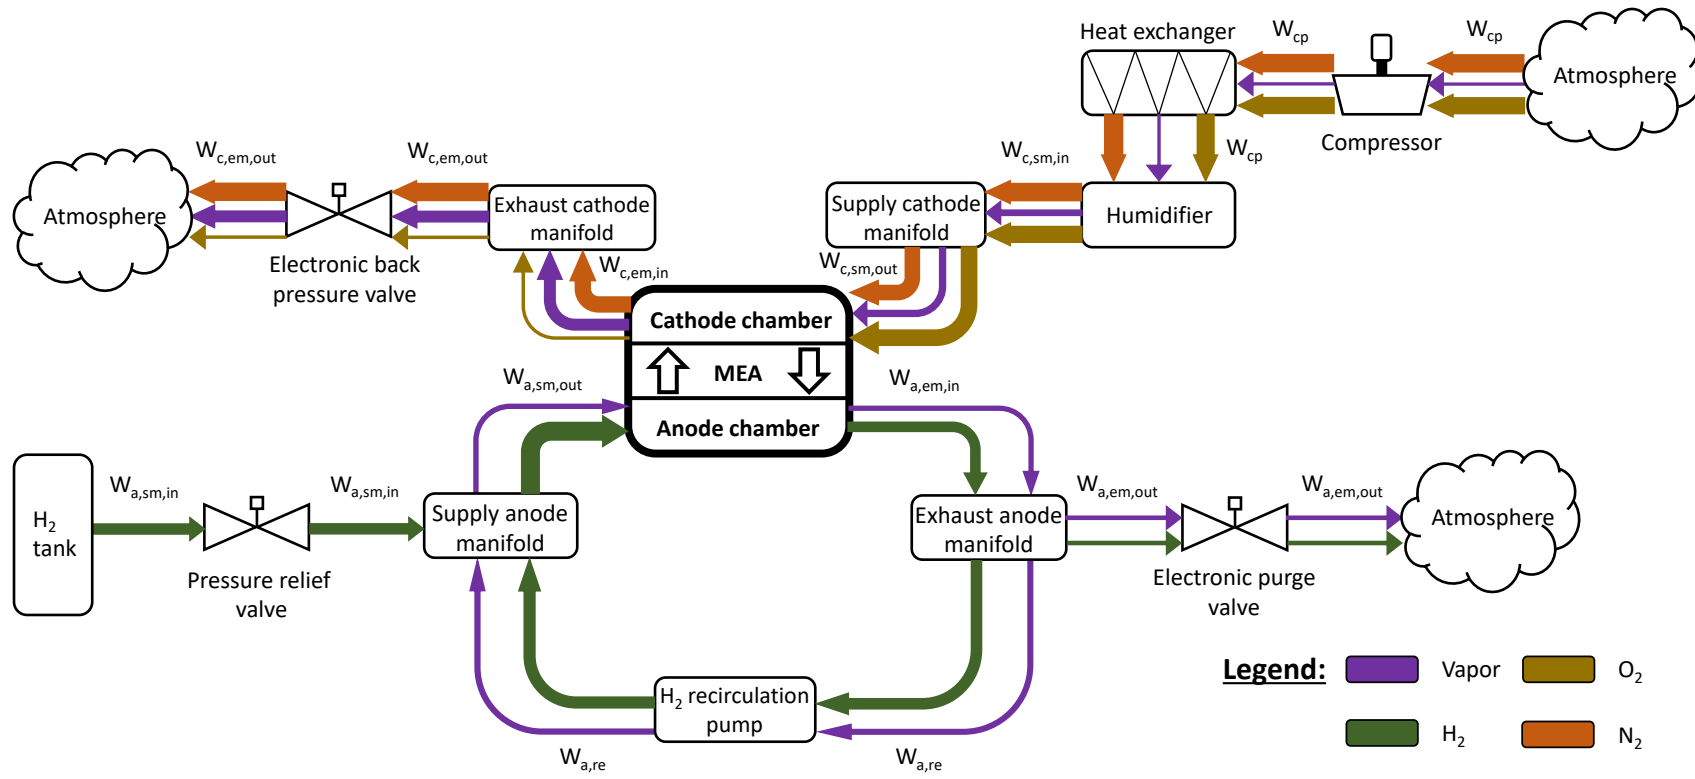 Heat exchanger
W_cp
W_cp
Atmosphere
Compressor
W_cp
W_c,em,out
W_c,em,out
W_c,sm,in
Atmosphere
Exhaust cathode
manifold
Supply cathode
manifold
Humidifier
Electronic back
pressure valve
W_c,em,in
W_c,sm,out
Cathode chamber
MEA
Anode chamber
W_a,sm,out
W_a,em,in
H₂
tank
W_a,sm,in
W_a,sm,in
Pressure relief
valve
Supply anode
manifold
Exhaust anode
manifold
W_a,em,out
W_a,em,out
Atmosphere
Electronic purge
valve
H₂ recirculation
pump
W_a,re
W_a,re
Legend:
Vapor
O₂
H₂
N₂